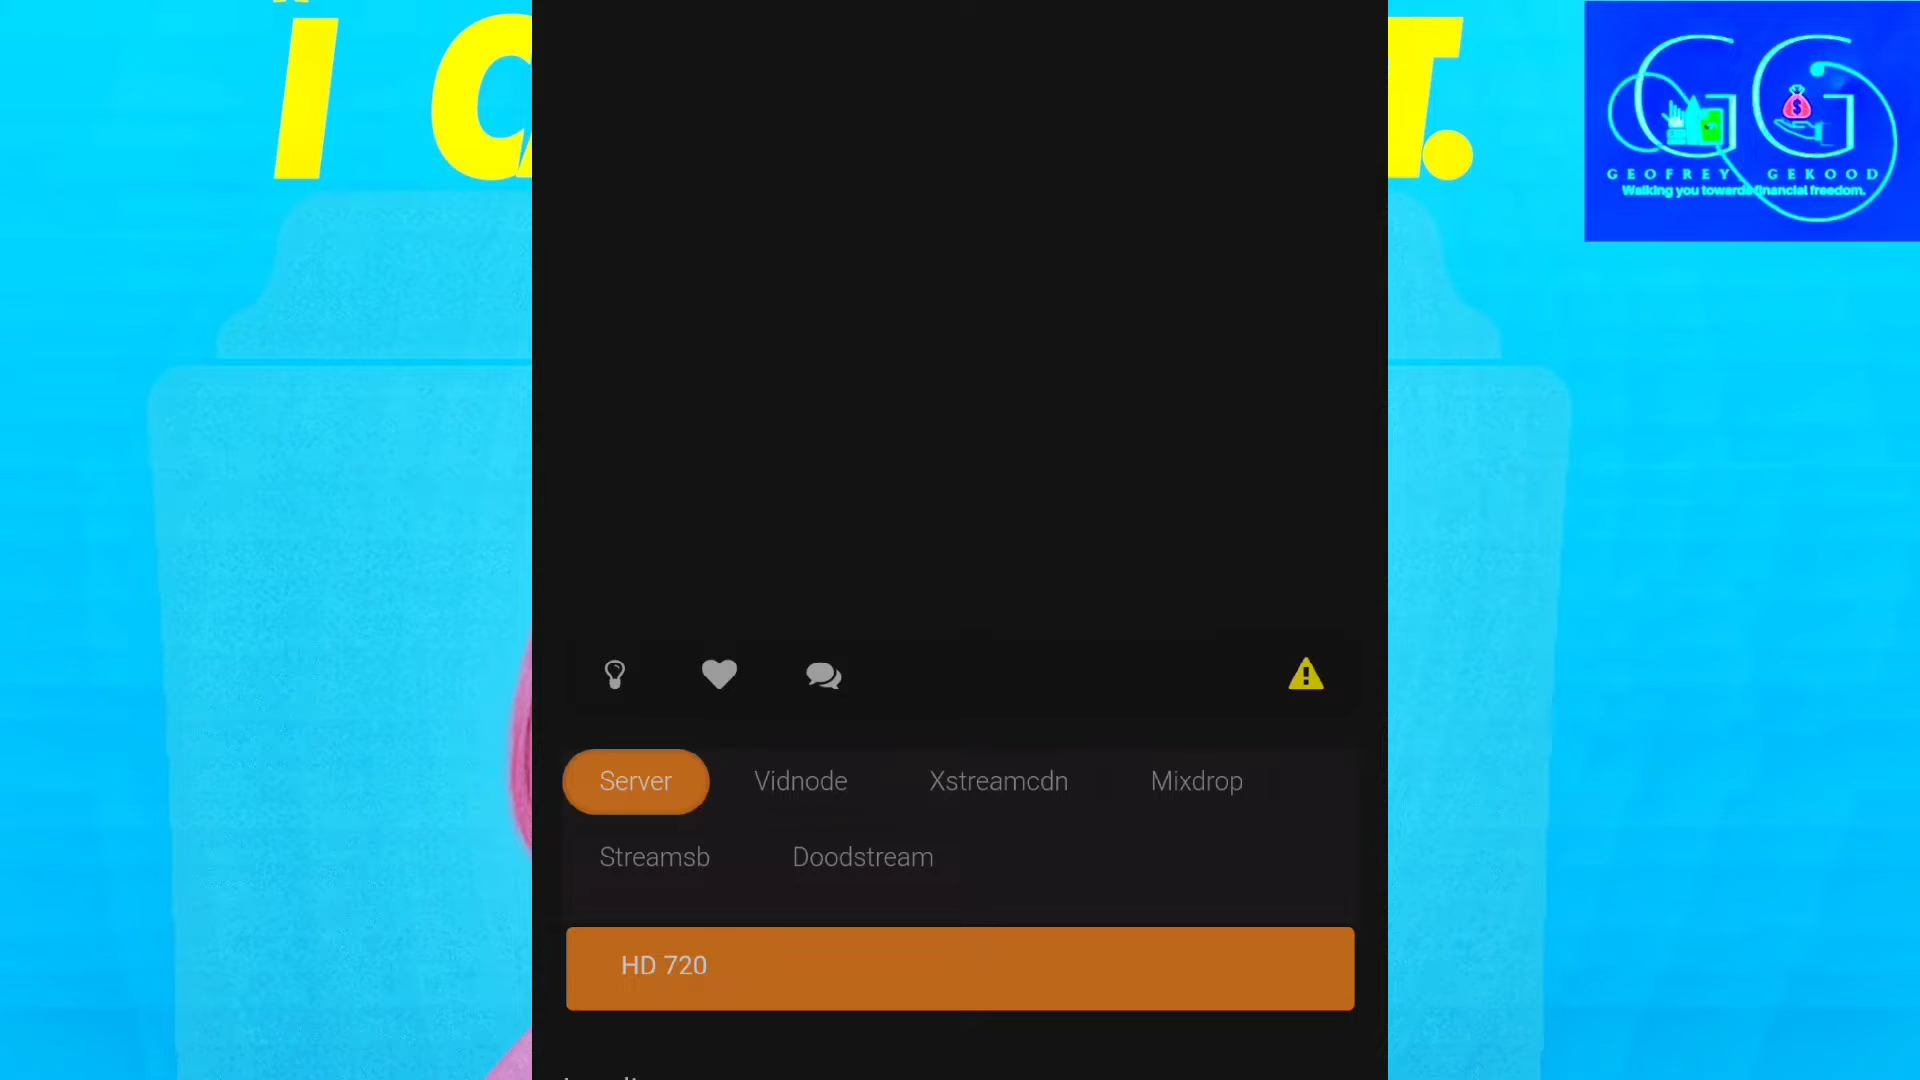 GEOFREY GEKOOD
Walking you towards financial freedom.
Server Vidnode Xstreamcdn Mixdrop
Streamsb Doodstream
HD 720